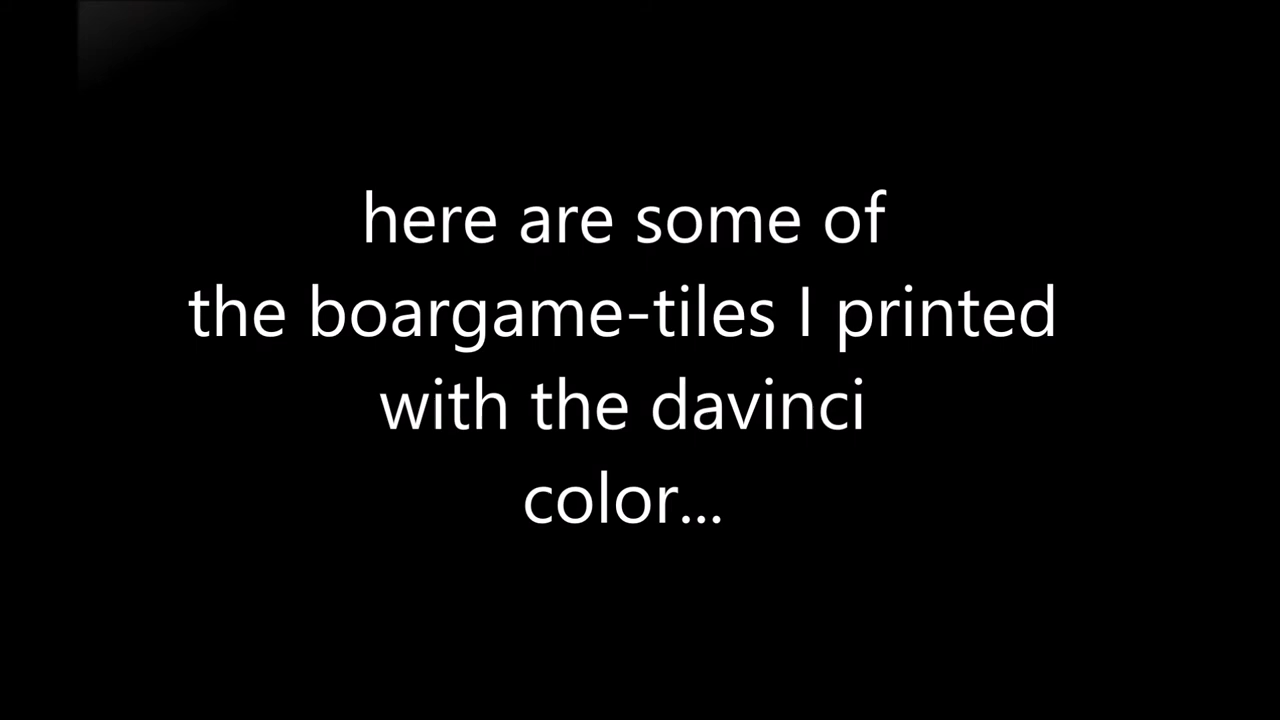 here are some of
the boargame-tiles I printed
with the davinci
color...